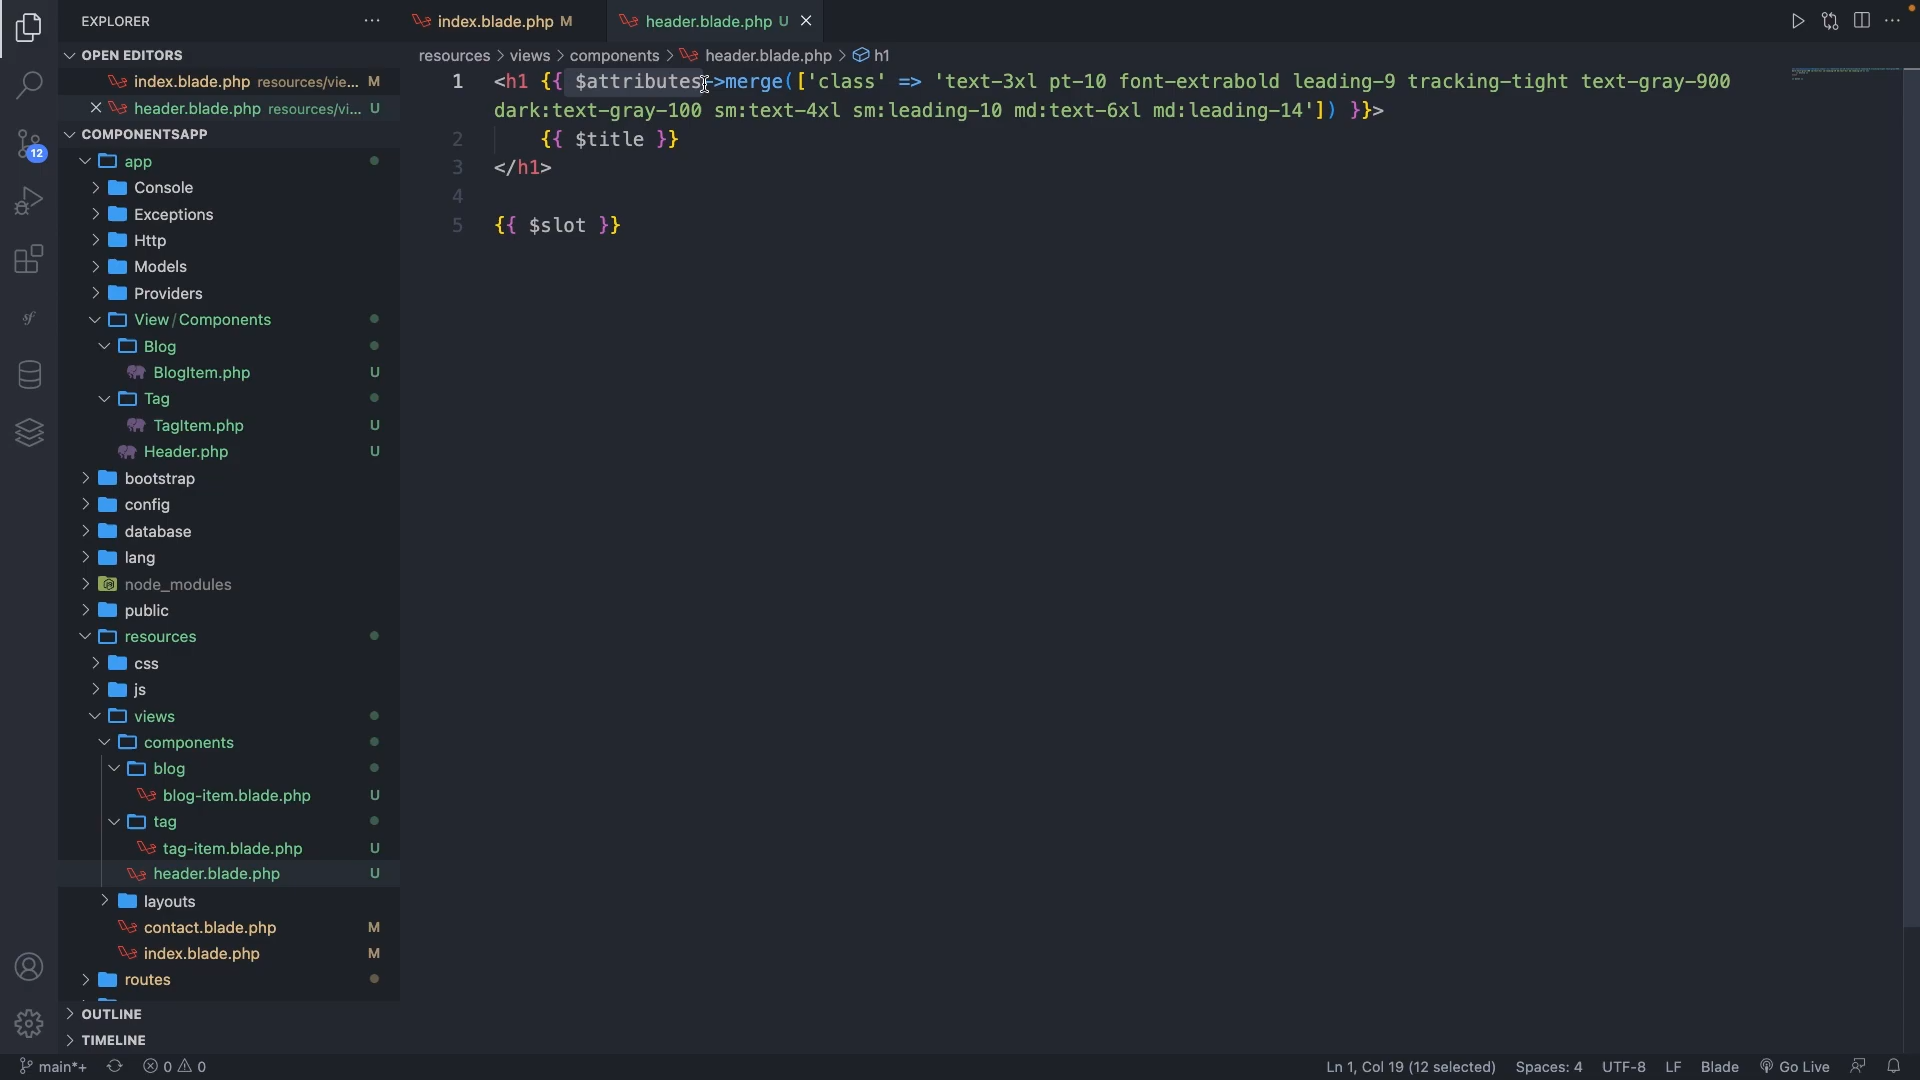 EXPLORER
OPEN EDITORS
index.blade.php resources/vie... M
header.blade.php resources/vi... U
COMPONENTSAPP
app
Console
Exceptions
Http
Models
Providers
View / Components
Blog
BlogItem.php U
Tag
TagItem.php U
Header.php U
bootstrap
config
database
lang
node_modules
public
resources
css
js
views
components
blog
blog-item.blade.php U
tag
tag-item.blade.php U
header.blade.php U
layouts
contact.blade.php M
index.blade.php M
routes
OUTLINE
TIMELINE
12
index.blade.php M
header.blade.php U
resources > views > components > header.blade.php > h1
1 <h1 {{ $attributes->merge(['class' => 'text-3xl pt-10 font-extrabold leading-9 tracking-tight text-gray-900
dark:text-gray-100 sm:text-4xl sm:leading-10 md:text-6xl md:leading-14']) }}>
2 {{ $title }}
3 </h1>
4
5 {{ $slot }}
main*+ 0 0
Ln 1, Col 19 (12 selected) Spaces: 4 UTF-8 LF Blade Go Live